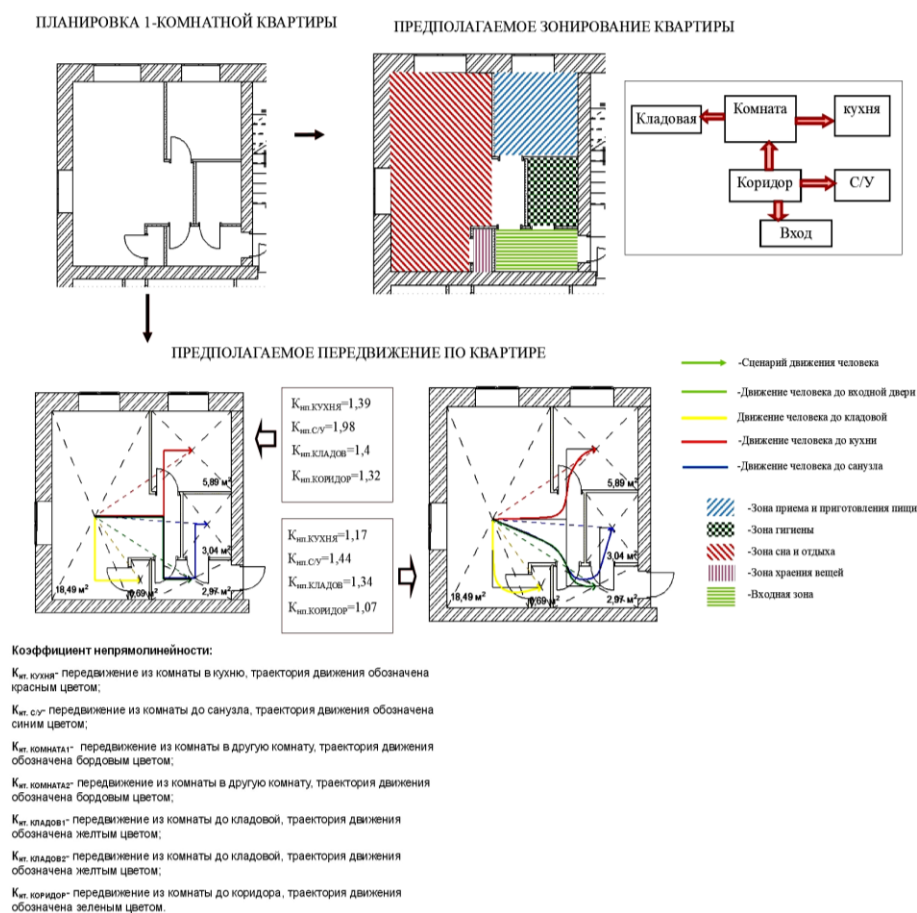 ПЛАНИРОВКА 1-КОМНАТНОЙ КВАРТИРЫ
ПРЕДПОЛАГАЕМОЕ ЗОНИРОВАНИЕ КВАРТИРЫ
Кладовая
Комната
кухня
Коридор
С/У
Вход
ПРЕДПОЛАГАЕМОЕ ПЕРЕДВИЖЕНИЕ ПО КВАРТИРЕ
5,89 м²
3,04 м²
18,49 м²
0,69 м²
2,97 м²
Кнп.КУХНЯ=1,39
Кнп.С/У=1,98
Кнп.КЛАДОВ=1,4
Кнп.КОРИДОР=1,32
Кнп.КУХНЯ=1,17
Кнп.С/У=1,44
Кнп.КЛАДОВ=1,34
Кнп.КОРИДОР=1,07
5,89 м²
3,04 м²
18,49 м²
0,69 м²
2,97 м²
-Сценарий движения человека
-Движение человека до входной двери
Движение человека до кладовой
-Движение человека до кухни
-Движение человека до санузла
-Зона приема и приготовления пищи
-Зона гигиены
-Зона сна и отдыха
-Зона храения вещей
-Входная зона
Коэффициент непрямолинейности:
Кнт. КУХНЯ- передвижение из комнаты в кухню, траектория движения обозначена
красным цветом;
Кнт. С/У- передвижение из комнаты до санузла, траектория движения обозначена
синим цветом;
Кнт. КОМНАТА1- передвижение из комнаты в другую комнату, траектория движения
обозначена бордовым цветом;
Кнт. КОМНАТА2- передвижение из комнаты в другую комнату, траектория движения
обозначена бордовым цветом;
Кнт. КЛАДОВ1- передвижение из комнаты до кладовой, траектория движения
обозначена желтым цветом;
Кнт. КЛАДОВ2- передвижение из комнаты до кладовой, траектория движения
обозначена желтым цветом;
Кнт. КОРИДОР- передвижение из комнаты до коридора, траектория движения
обозначена зеленым цветом.